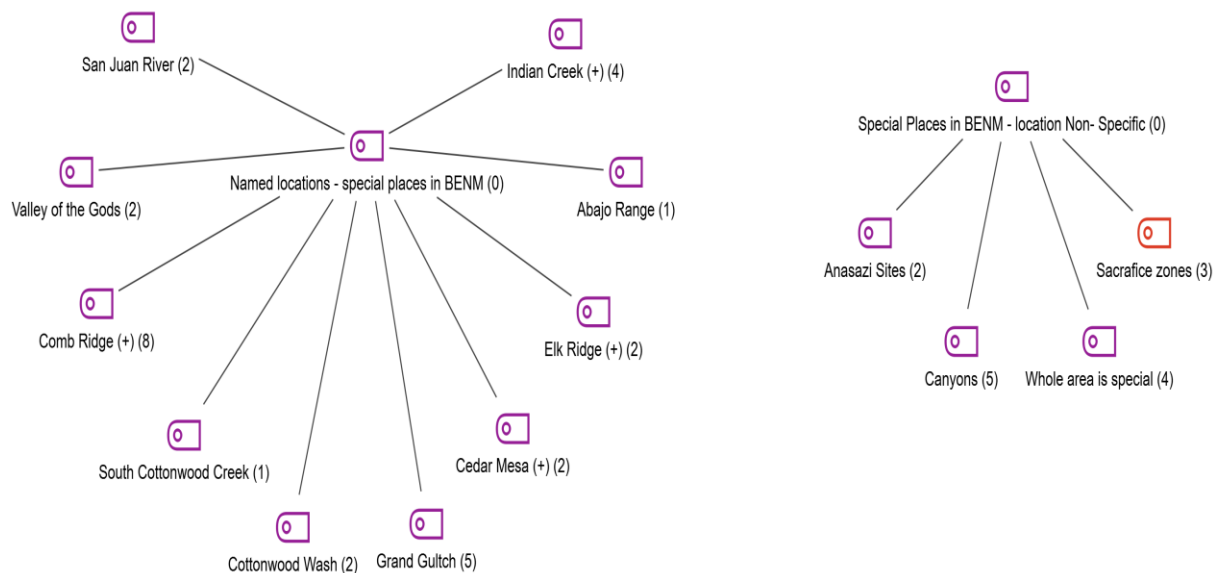 San Juan River (2)
Indian Creek (+) (4)
Named locations - special places in BENM (0)
Valley of the Gods (2)
Abajo Range (1)
Comb Ridge (+) (8)
Elk Ridge (+) (2)
South Cottonwood Creek (1)
Cedar Mesa (+) (2)
Cottonwood Wash (2)
Grand Gultch (5)
Special Places in BENM - location Non- Specific (0)
Anasazi Sites (2)
Sacrafice zones (3)
Canyons (5)
Whole area is special (4)